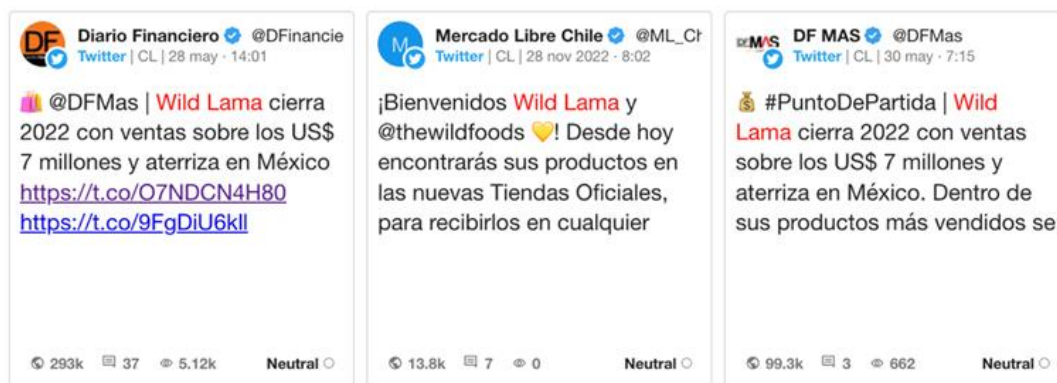 DF
Diario Financiero @DFinancie
Twitter | CL | 28 may · 14:01
🛍️ @DFMas | Wild Lama cierra
2022 con ventas sobre los US$
7 millones y aterriza en México
https://t.co/O7NDCN4H80
https://t.co/9FgDiU6kll
293k 37 5.12k Neutral
M
Mercado Libre Chile @ML_Ch
Twitter | CL | 28 nov 2022 · 8:02
¡Bienvenidos Wild Lama y
@thewildfoods 💛! Desde hoy
encontrarás sus productos en
las nuevas Tiendas Oficiales,
para recibirlos en cualquier
13.8k 7 0 Neutral
DF MAS
DF MAS @DFMas
Twitter | CL | 30 may · 7:15
💰 #PuntoDePartida | Wild
Lama cierra 2022 con ventas
sobre los US$ 7 millones y
aterriza en México. Dentro de
sus productos más vendidos se
99.3k 3 662 Neutral